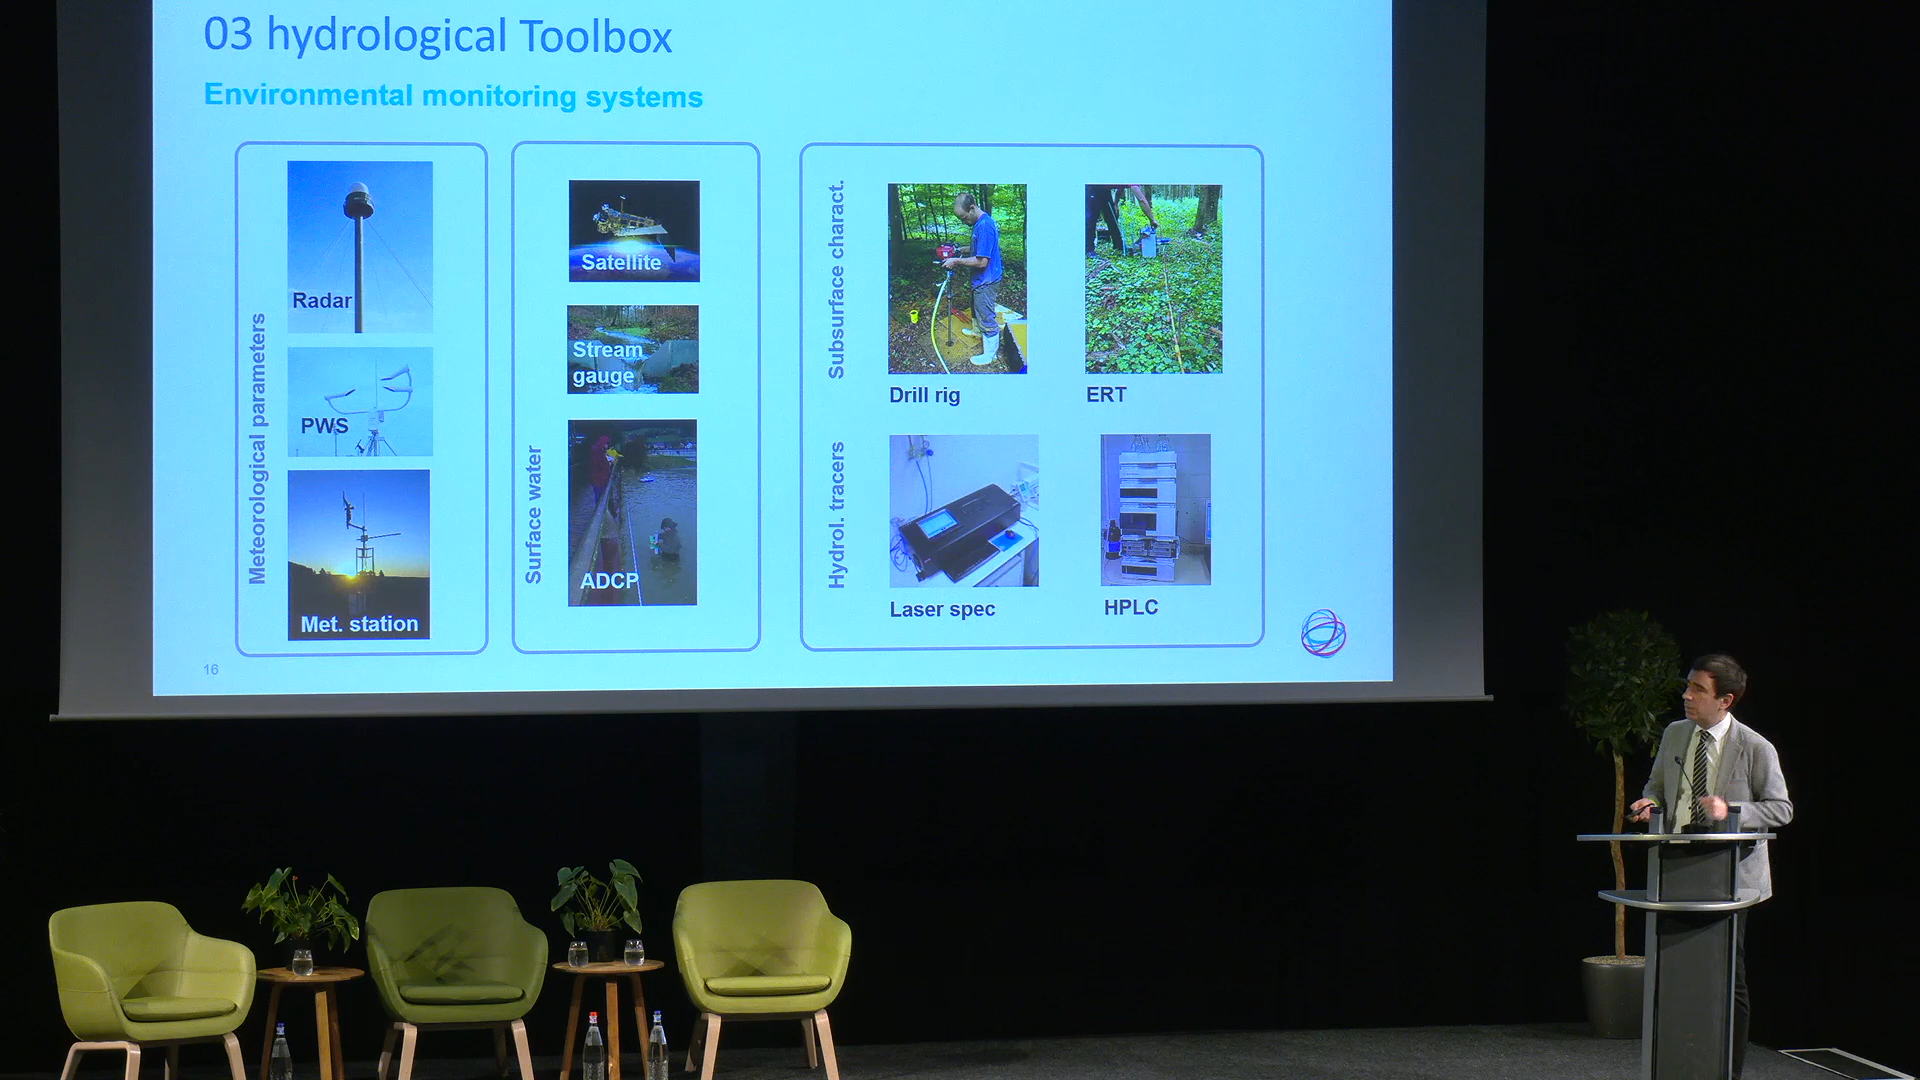 03 hydrological Toolbox
Environmental monitoring systems
Meteorological parameters
Radar
PWS
Met. station
Surface water
Satellite
Stream
gauge
ADCP
Subsurface charact.
Drill rig
ERT
Hydrol. tracers
Laser spec
HPLC
16